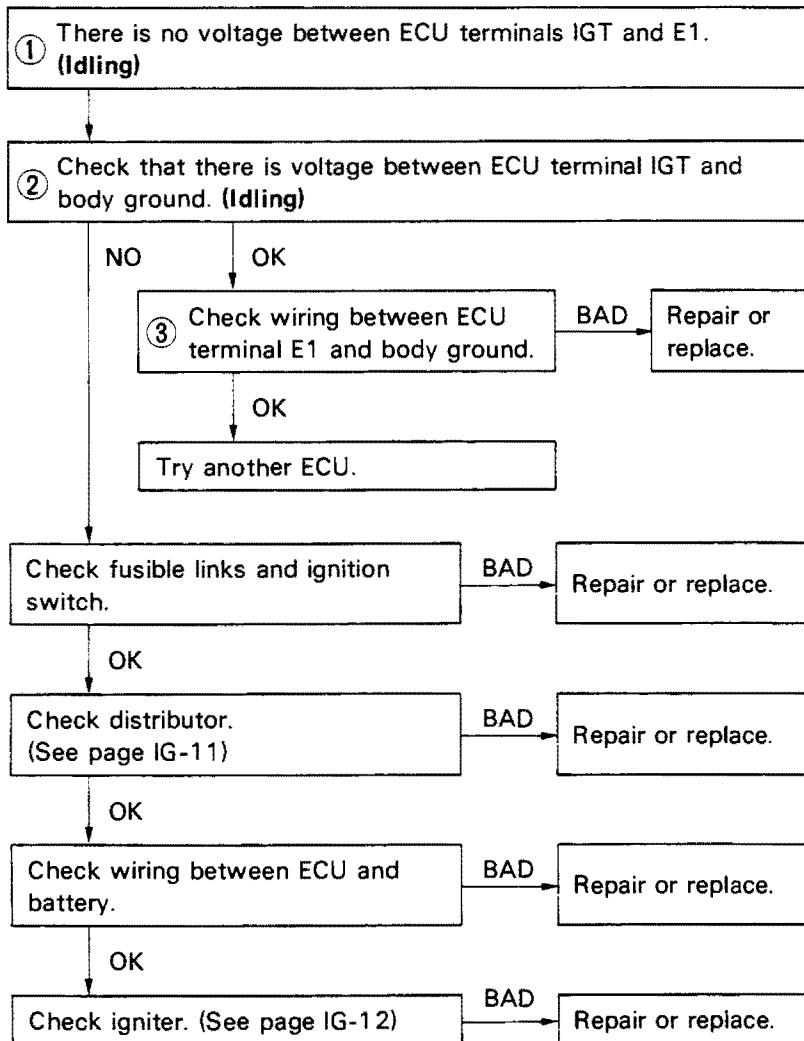 ① There is no voltage between ECU terminals IGT and E1.
(Idling)
② Check that there is voltage between ECU terminal IGT and
body ground. (Idling)
NO
OK
③ Check wiring between ECU
terminal E1 and body ground.
BAD
Repair or
replace.
OK
Try another ECU.
Check fusible links and ignition
switch.
BAD
Repair or replace.
OK
Check distributor.
(See page IG-11)
BAD
Repair or replace.
OK
Check wiring between ECU and
battery.
BAD
Repair or replace.
OK
Check igniter. (See page IG-12)
BAD
Repair or replace.